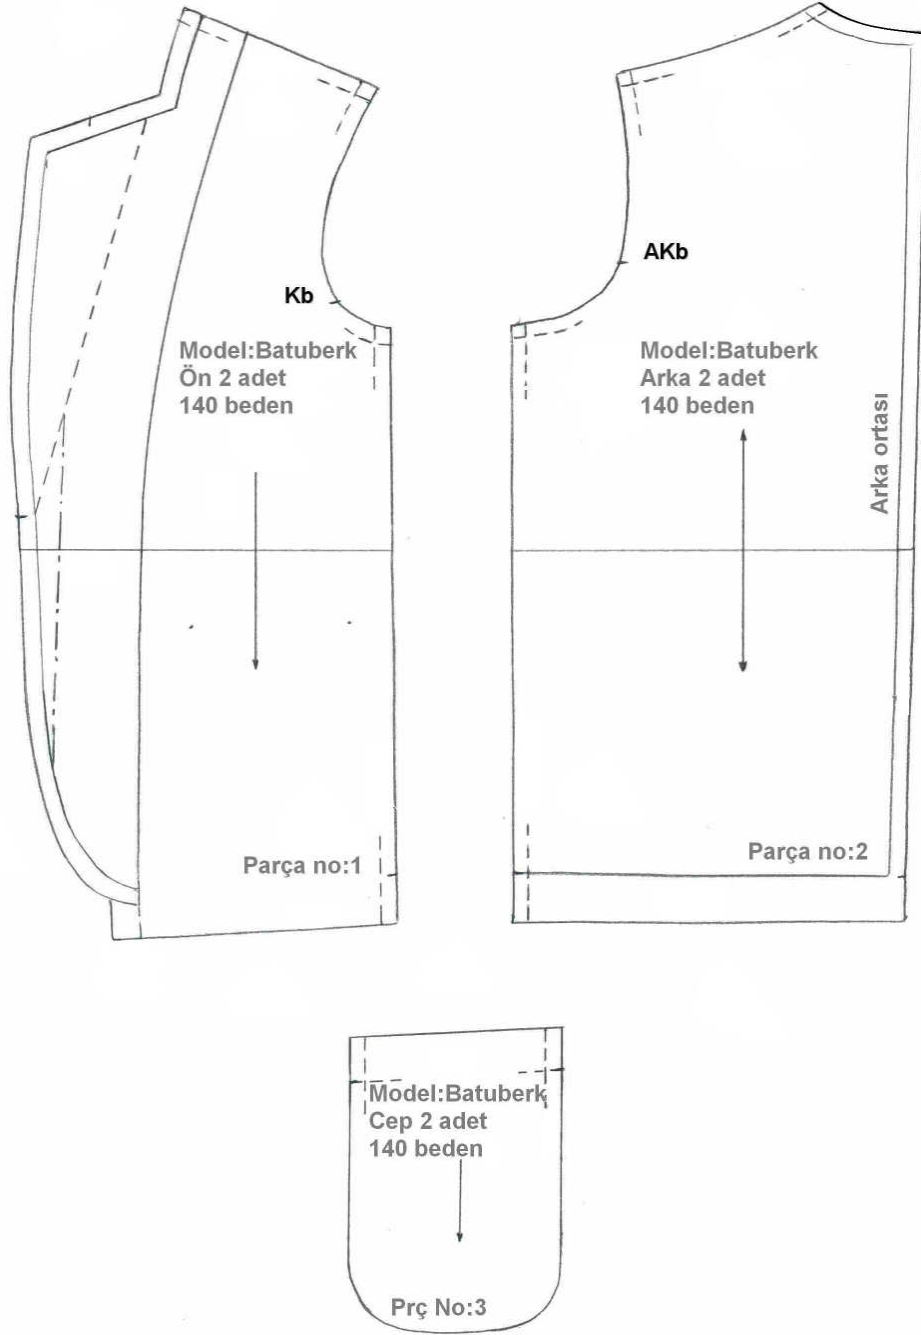 Kb
Model:Batuberk
Ön 2 adet
140 beden
Parça no:1
AKb
Model:Batuberk
Arka 2 adet
140 beden
Arka ortası
Parça no:2
Model:Batuberk
Cep 2 adet
140 beden
Prç No:3